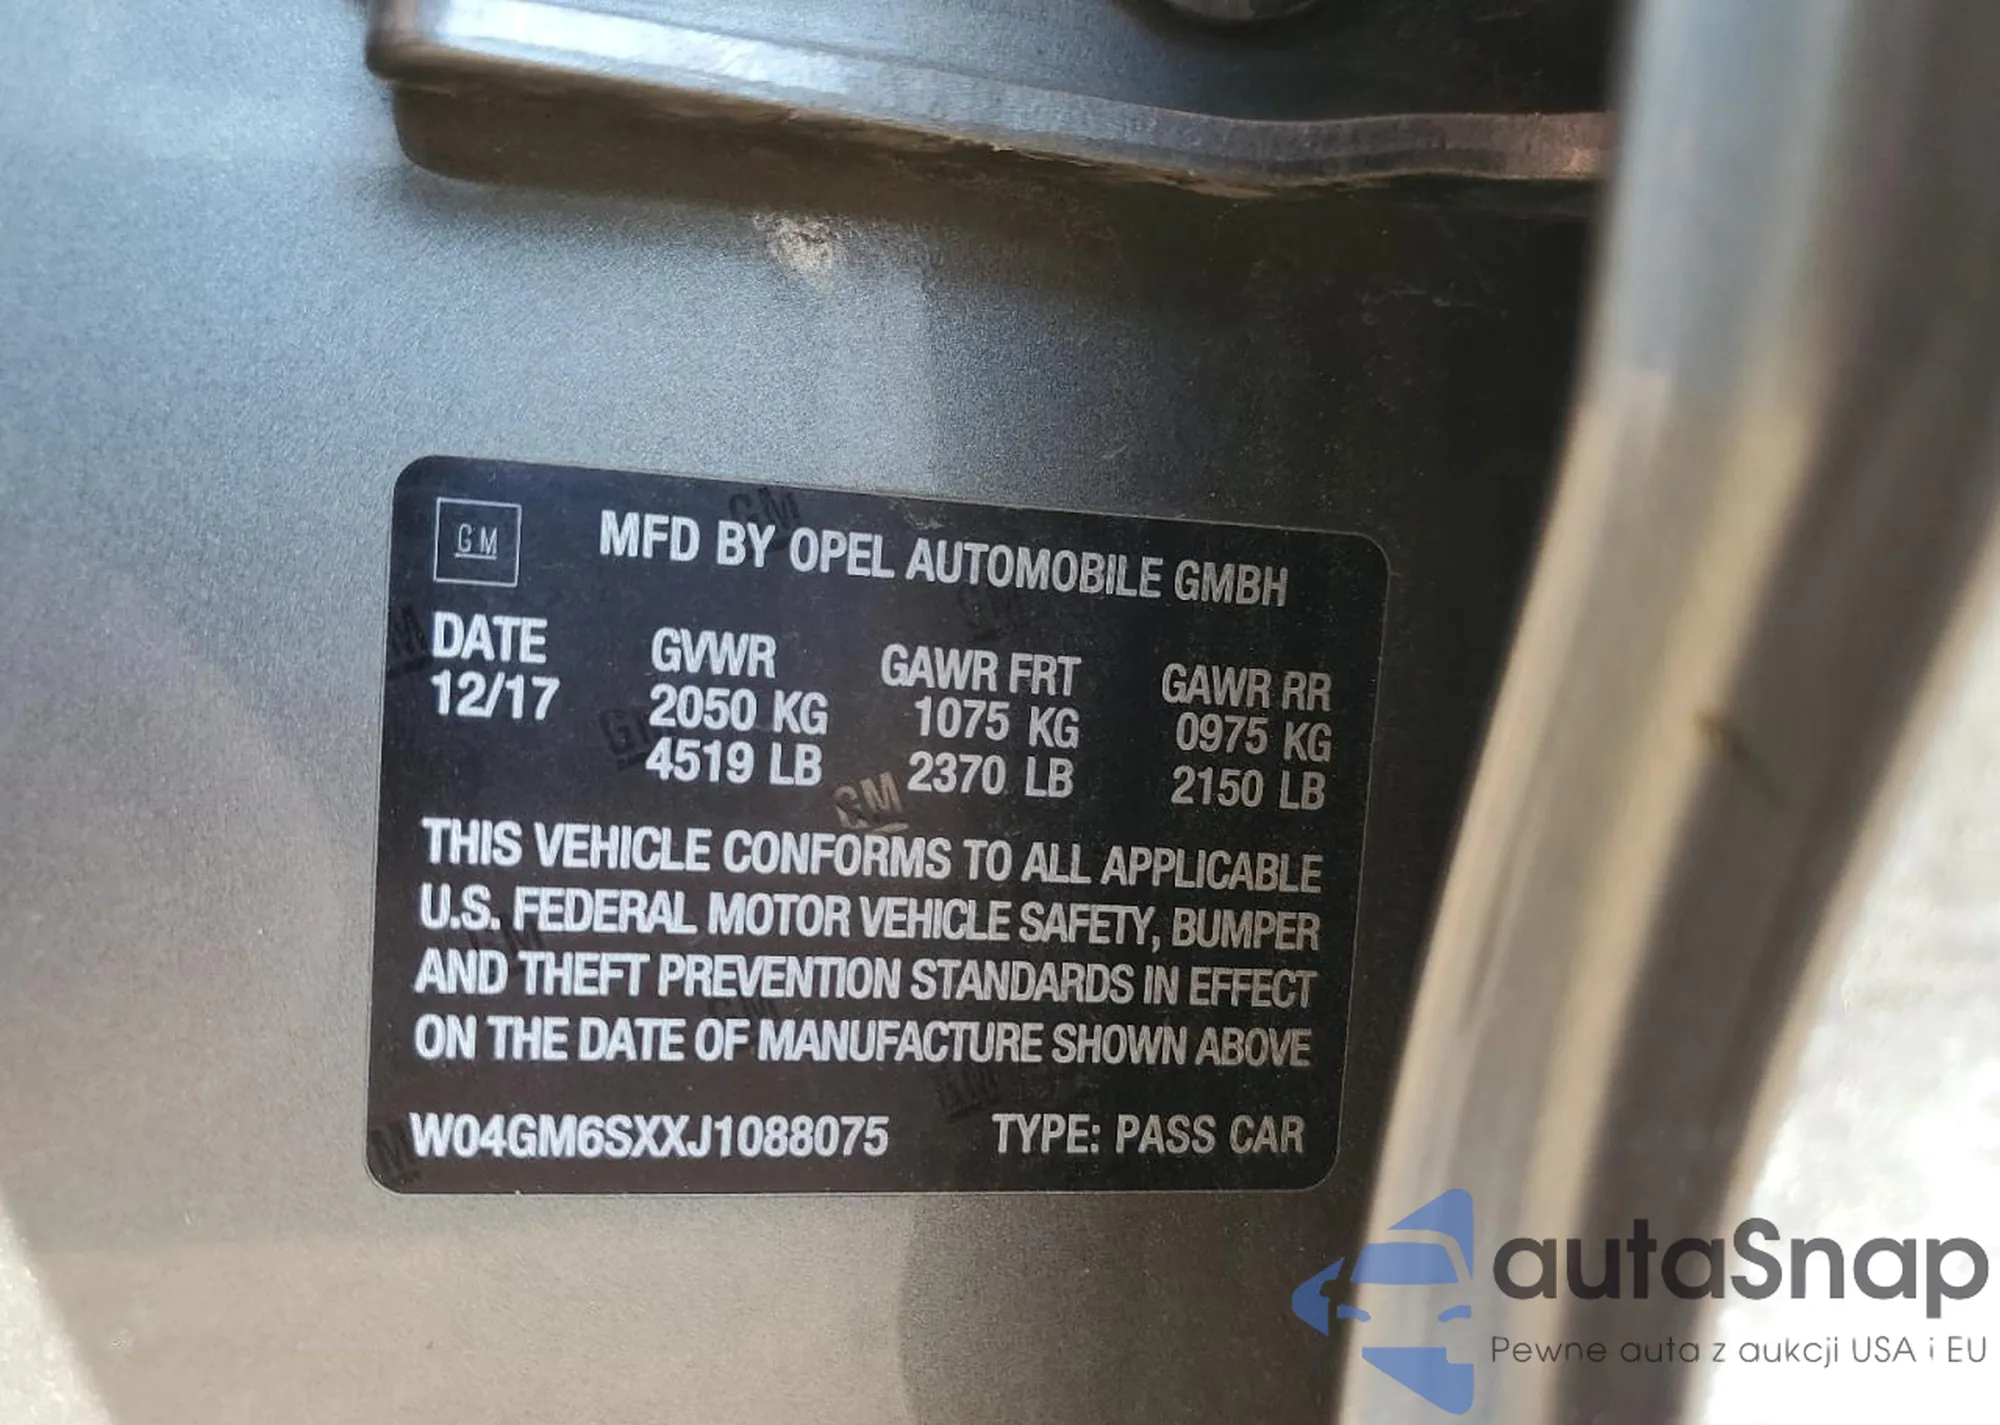 GM
MFD BY OPEL AUTOMOBILE GMBH
DATE GVWR GAWR FRT GAWR RR
12/17 2050 KG 1075 KG 0975 KG
4519 LB 2370 LB 2150 LB
THIS VEHICLE CONFORMS TO ALL APPLICABLE
U.S. FEDERAL MOTOR VEHICLE SAFETY, BUMPER
AND THEFT PREVENTION STANDARDS IN EFFECT
ON THE DATE OF MANUFACTURE SHOWN ABOVE
W04GM6SXXJ1088075 TYPE: PASS CAR
autaSnap
Pewne auta z aukcji USA i EU